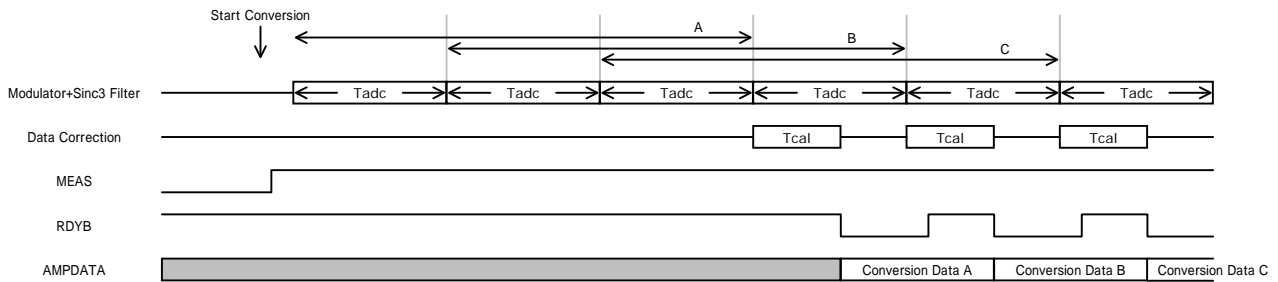 Start Conversion
A
B
C
Modulator+Sinc3 Filter
Tadc Tadc Tadc Tadc Tadc Tadc
Data Correction
Tcal Tcal Tcal
MEAS
RDYB
AMPDATA
Conversion Data A Conversion Data B Conversion Data C